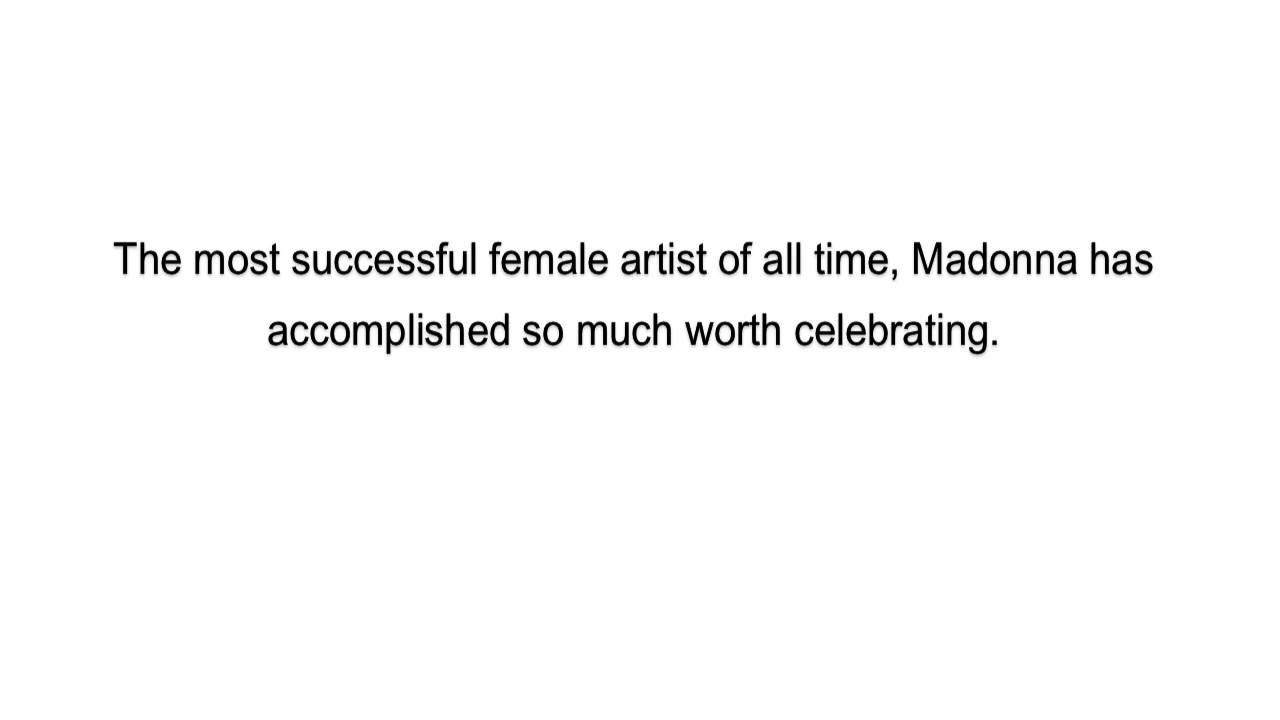 The most successful female artist of all time, Madonna has
accomplished so much worth celebrating.